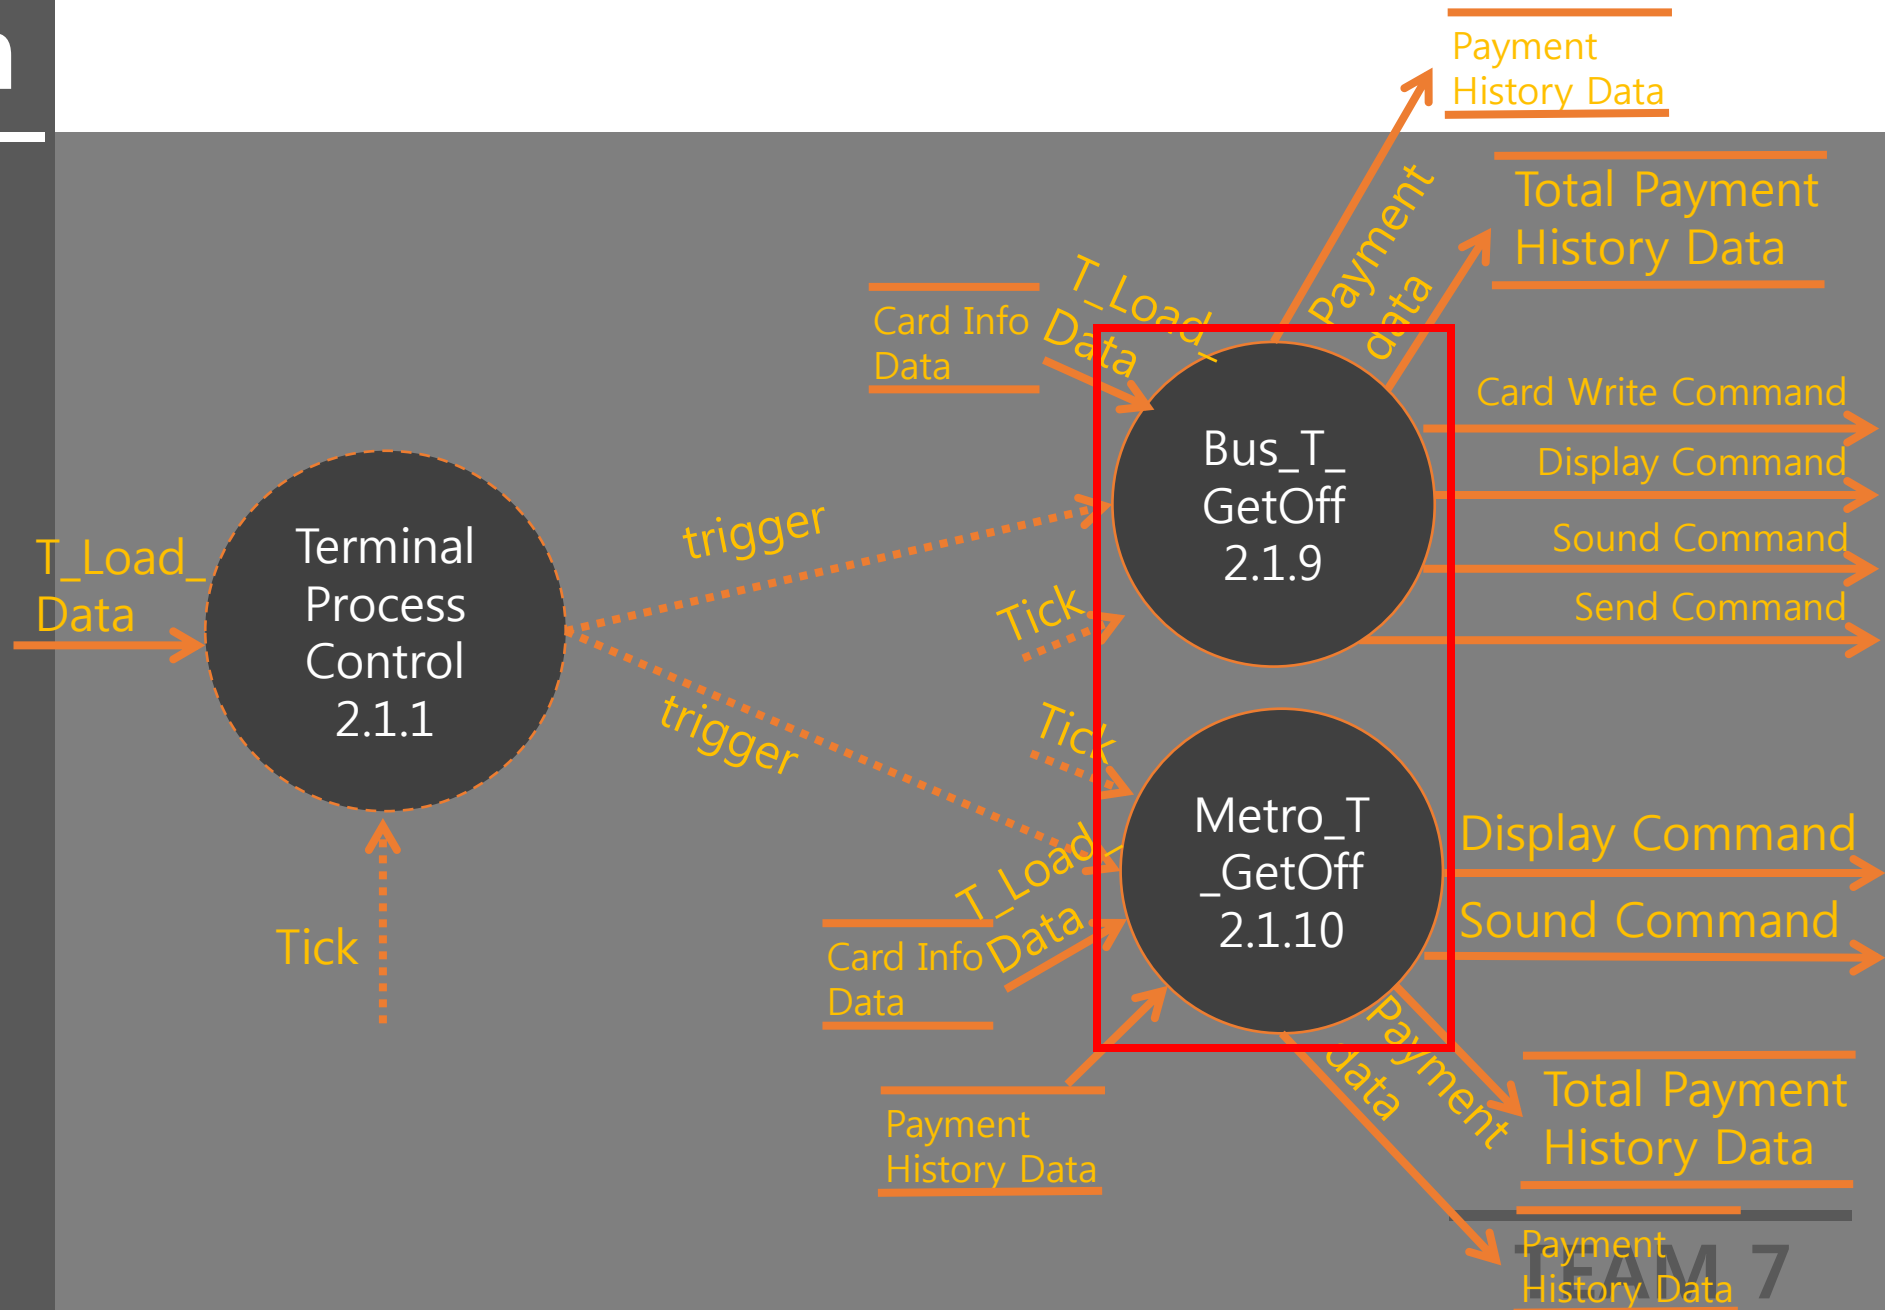 Payment
History Data
Total Payment
History Data
Payment
data
T_Load_
Data
Card Info
Data
Card Write Command
Display Command
Sound Command
Send Command
Bus_T_
GetOff
2.1.9
trigger
Tick
T_Load_
Data
Terminal
Process
Control
2.1.1
trigger
Tick
Tick
Metro_T
_GetOff
2.1.10
T_Load_
Data
Card Info
Data
Display Command
Sound Command
Payment
data
Payment
History Data
Total Payment
History Data
Payment
History Data
TEAM 7